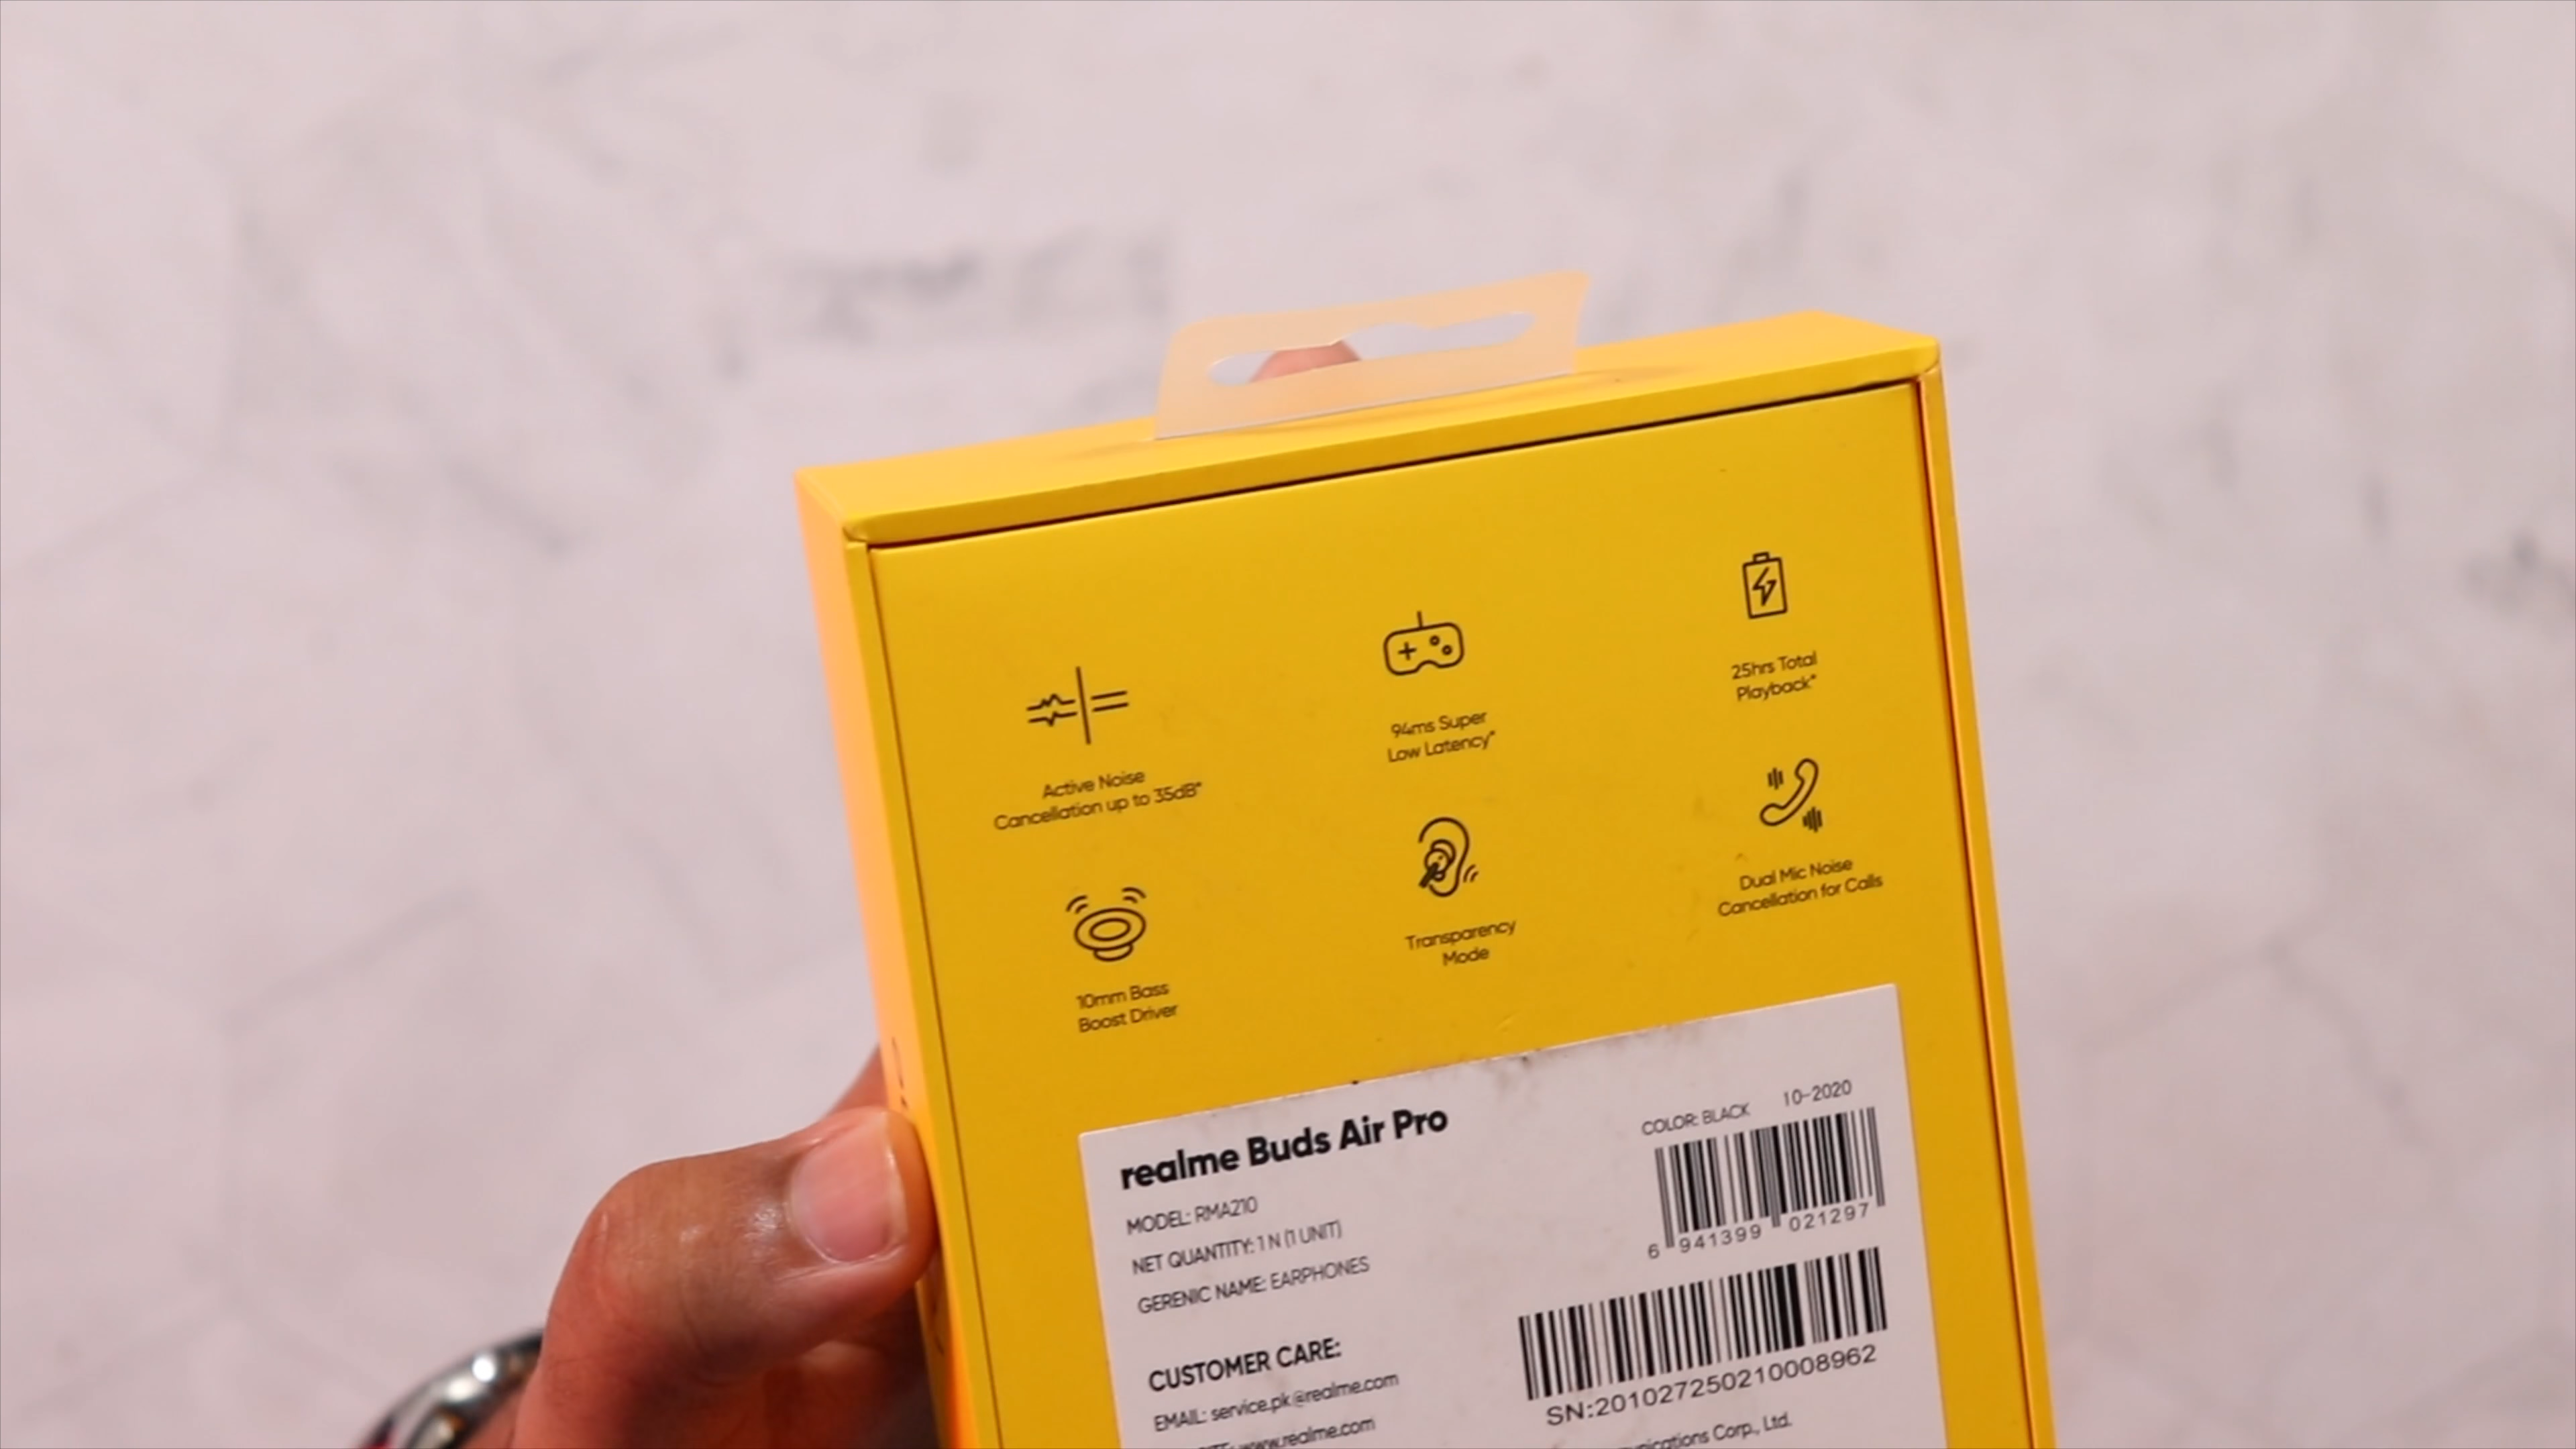 Active Noise
Cancellation up to 35dB*
94ms Super
Low Latency*
25hrs Total
Playback*
10mm Bass
Boost Driver
Transparency
Mode
Dual Mic Noise
Cancellation for Calls
realme Buds Air Pro
MODEL: RMA210
NET QUANTITY: 1 N (1 UNIT)
GERENIC NAME: EARPHONES
CUSTOMER CARE:
EMAIL: service.pk@realme.com
www.realme.com
COLOR: BLACK 10-2020
6 941399 021297
SN:201027250210008962
Corp., Ltd.